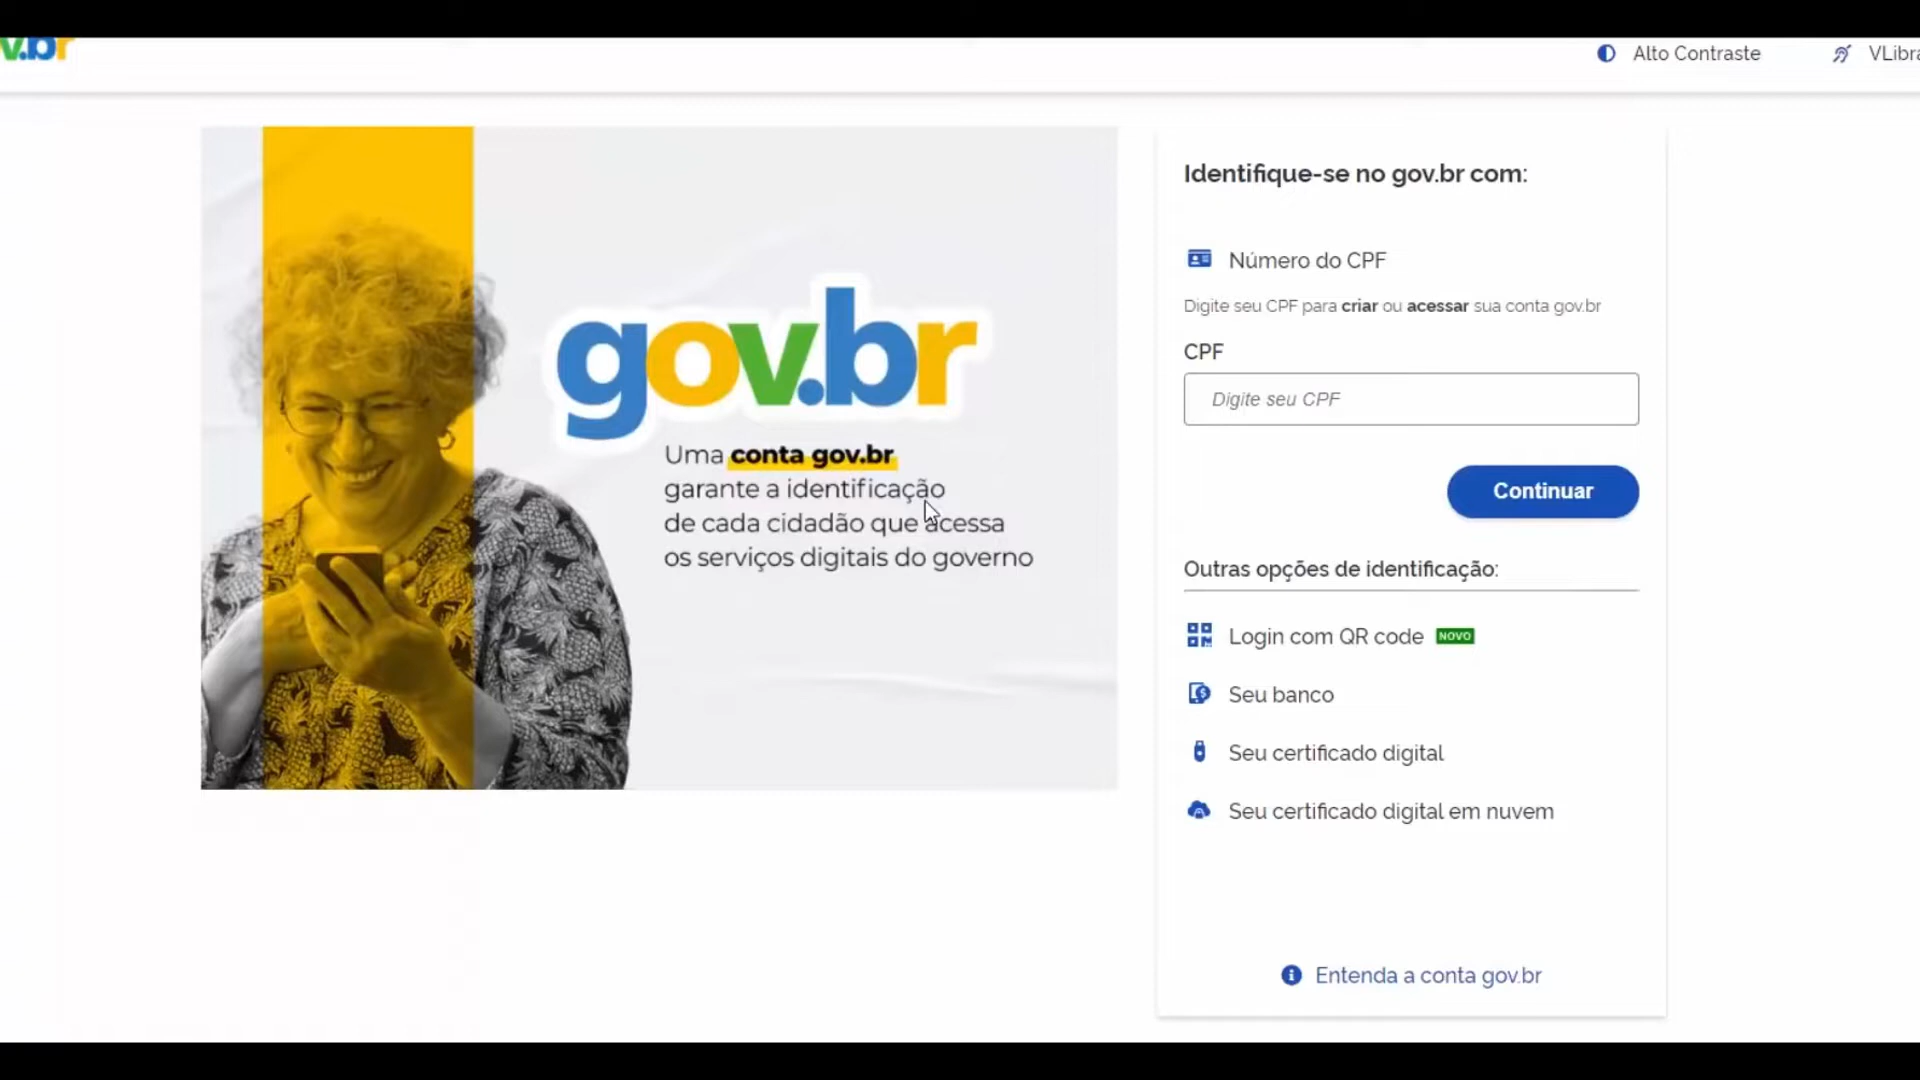 v.br
Alto Contraste
VLibra
Identifique-se no gov.br com:
Número do CPF
Digite seu CPF para criar ou acessar sua conta gov.br
CPF
Digite seu CPF
Continuar
Outras opções de identificação:
Login com QR code NOVO
Seu banco
Seu certificado digital
Seu certificado digital em nuvem
Entenda a conta gov.br
gov.br
Uma conta gov.br
garante a identificação
de cada cidadão que acessa
os serviços digitais do governo